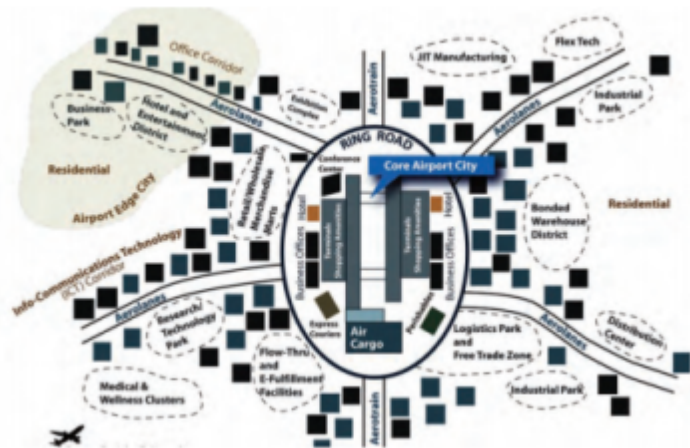 Office Corridor
JIT Manufacturing
Flex Tech
Business
Park
Hotel and
Entertainment
District
Aerolanes
Exhibition
Complex
Aerotrain
Aerolanes
Industrial
Park
RING ROAD
Conference
Center
Core Airport City
Residential
Airport Edge City
Retail/Wholesale
Merchandise
Marts
Hotel
Terminals
Shopping Amenities
Business Offices
Terminals
Shopping Amenities
Hotel
Business Offices
Bonded
Warehouse
District
Residential
Info-Communications Technology
(ICT) Corridor
Aerolanes
Research/
Technology
Park
Express
Couriers
Air
Cargo
Perishables
Logistics Park
and
Free Trade Zone
Aerolanes
Distribution
Center
Flow-Thru
and
E-Fulfillment
Facilities
Medical &
Wellness Clusters
Industrial Park
Aerotrain